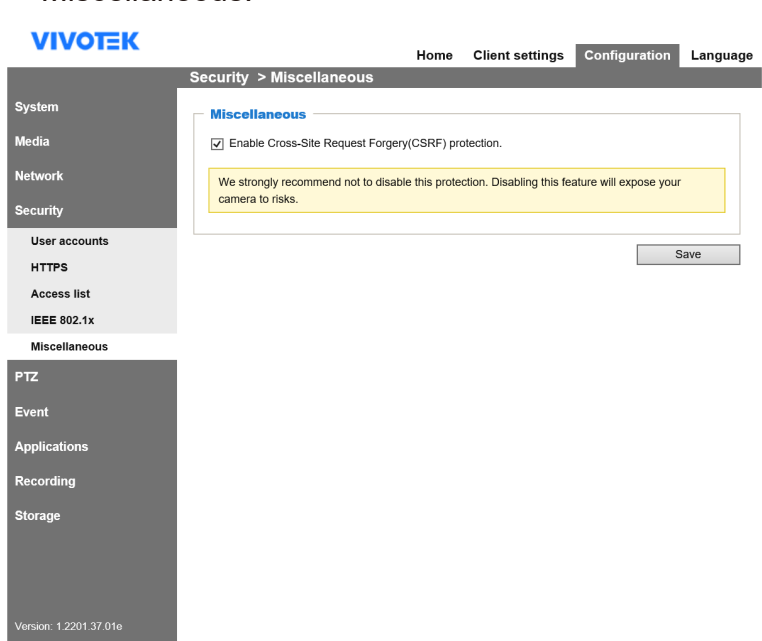 VIVOTEK
Home Client settings Configuration Language
Security > Miscellaneous
System
Media
Network
Security
User accounts
HTTPS
Access list
IEEE 802.1x
Miscellaneous
PTZ
Event
Applications
Recording
Storage
Version: 1.2201.37.01e
Miscellaneous
Enable Cross-Site Request Forgery(CSRF) protection.
We strongly recommend not to disable this protection. Disabling this feature will expose your
camera to risks.
Save